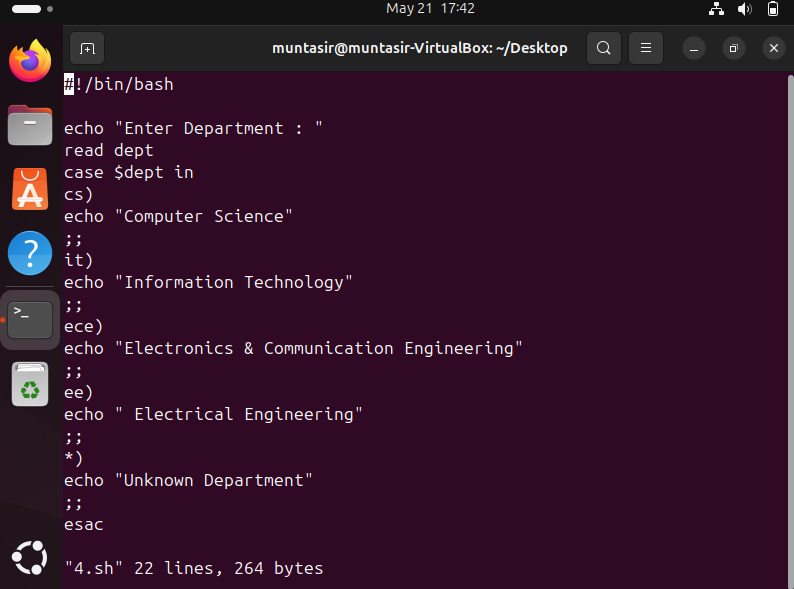 May 21 17:42
muntasir@muntasir-VirtualBox: ~/Desktop
#!/bin/bash
echo "Enter Department : "
read dept
case $dept in
cs)
echo "Computer Science"
;;
it)
echo "Information Technology"
;;
ece)
echo "Electronics & Communication Engineering"
;;
ee)
echo " Electrical Engineering"
;;
*)
echo "Unknown Department"
;;
esac
"4.sh" 22 lines, 264 bytes